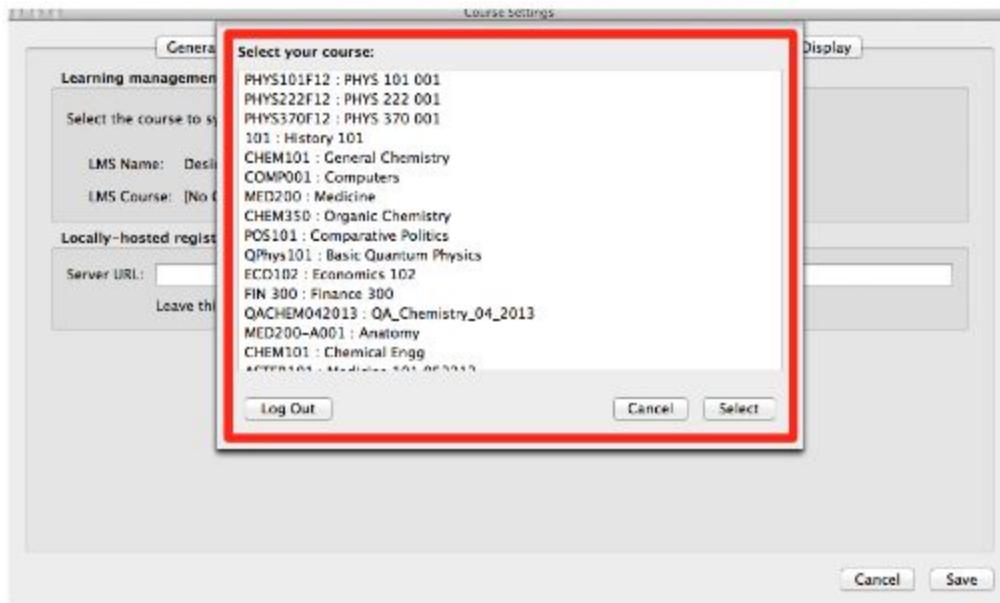 Course Settings
Genera
Display
Select your course:
PHYS101F12 : PHYS 101 001
PHYS222F12 : PHYS 222 001
PHYS370F12 : PHYS 370 001
101 : History 101
CHEM101 : General Chemistry
COMP001 : Computers
MED200 : Medicine
CHEM350 : Organic Chemistry
POS101 : Comparative Politics
QPhys101 : Basic Quantum Physics
ECO102 : Economics 102
FIN 300 : Finance 300
QACHEM042013 : QA_Chemistry_04_2013
MED200-A001 : Anatomy
CHEM101 : Chemical Engg
Log Out
Cancel
Select
Learning managemen
Select the course to sy
LMS Name: Desi
LMS Course: [No
Locally-hosted regist
Server URL:
Leave thi
Cancel
Save